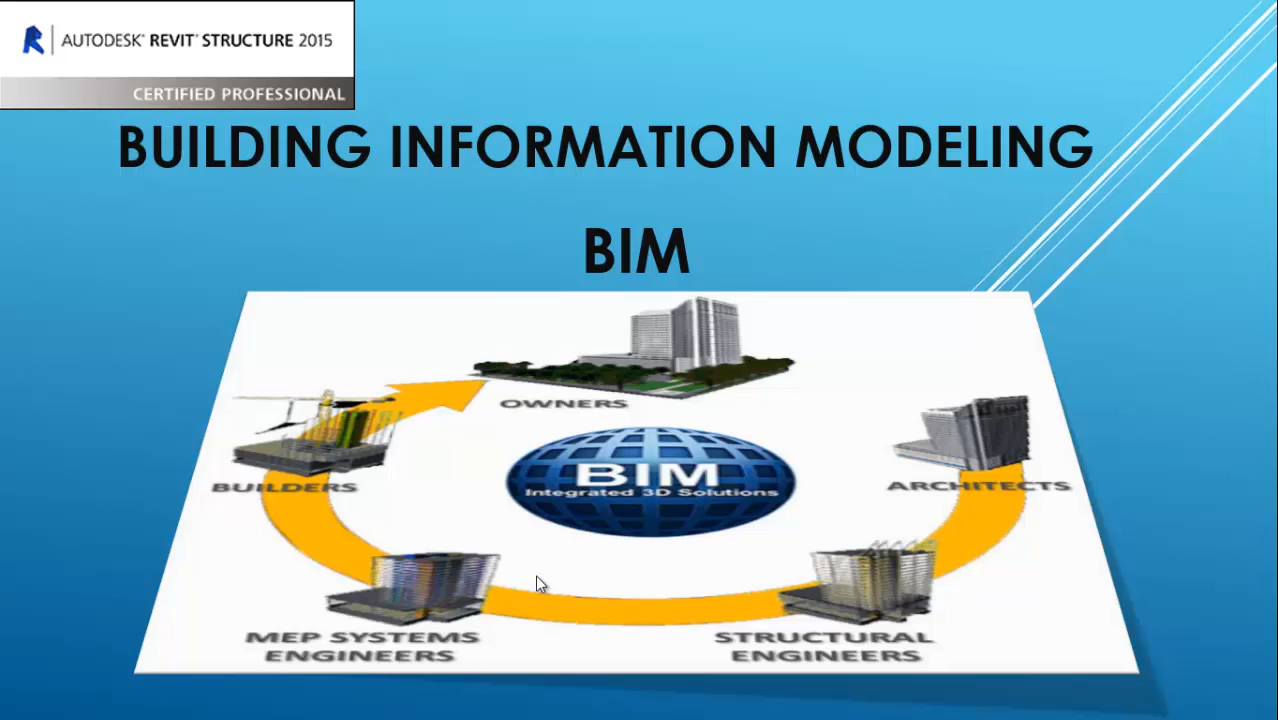 AUTODESK® REVIT® STRUCTURE 2015
CERTIFIED PROFESSIONAL
BUILDING INFORMATION MODELING
BIM
OWNERS
BUILDERS
BIM
Integrated 3D Solutions
ARCHITECTS
MEP SYSTEMS
ENGINEERS
STRUCTURAL
ENGINEERS